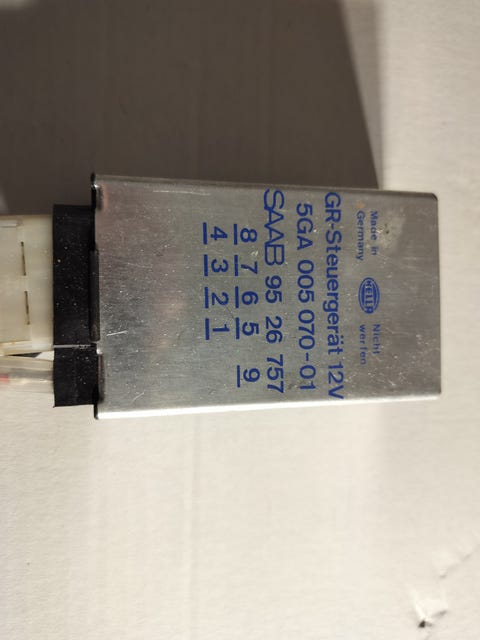 Made in
Germany
HELLA
Nicht
werfen
GR-Steuergerät 12V
5GA 005 070-01
SAAB 95 26 757
8 7 6 5 9
4 3 2 1